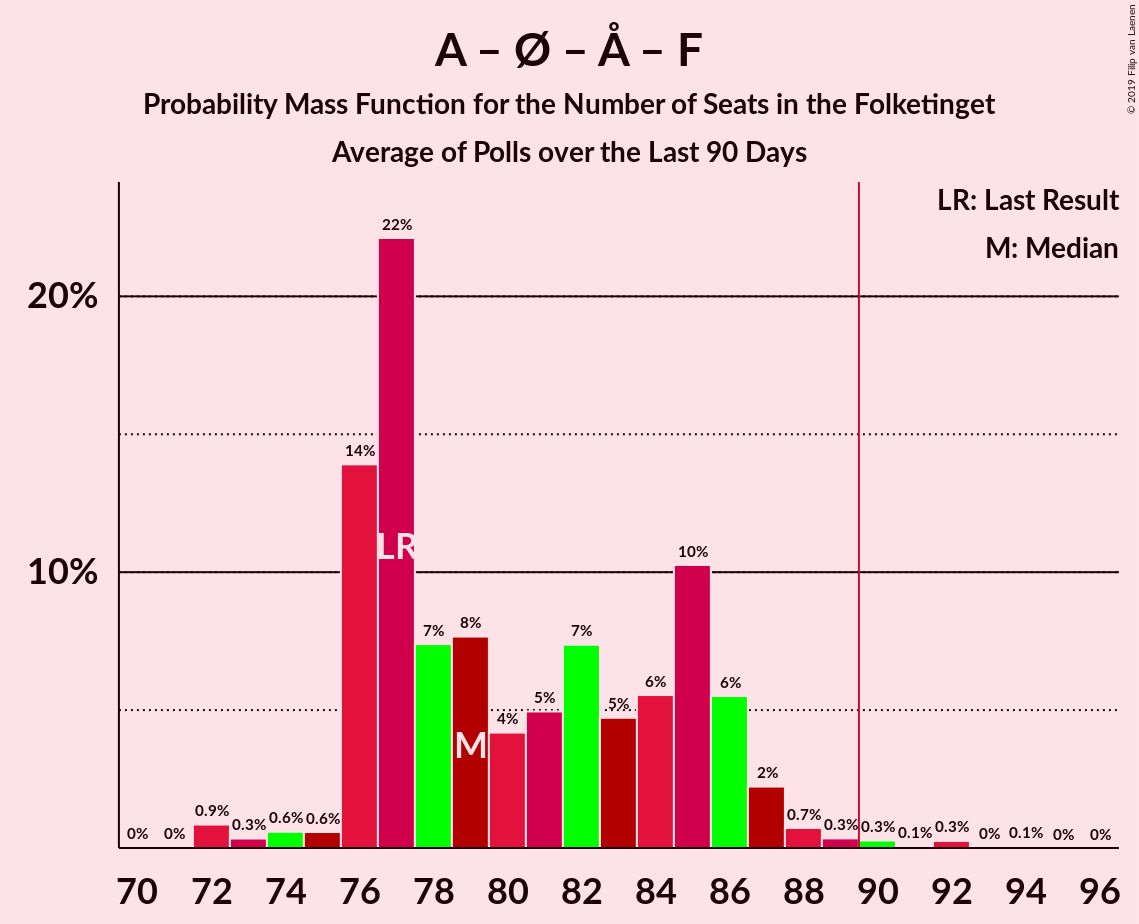 A – Ø – Å – F
Probability Mass Function for the Number of Seats in the Folketinget
Average of Polls over the Last 90 Days
© 2019 Filip van Laenen
LR: Last Result
M: Median
20%
10%
0% 0% 0.9% 0.3% 0.6% 0.6% 14% 22% 7% 8% 4% 5% 7% 5% 6% 10% 6% 2% 0.7% 0.3% 0.3% 0.1% 0.3% 0% 0.1% 0% 0%
LR
M
70 72 74 76 78 80 82 84 86 88 90 92 94 96